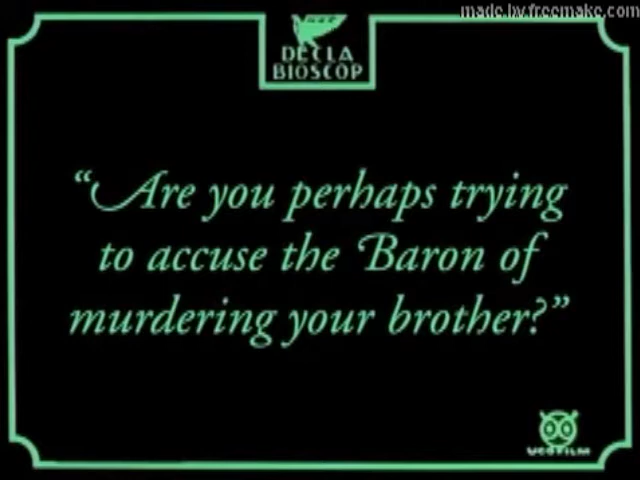 made.by.freemake.com
DECLA
BIOSCOP
“Are you perhaps trying
to accuse the Baron of
murdering your brother?”